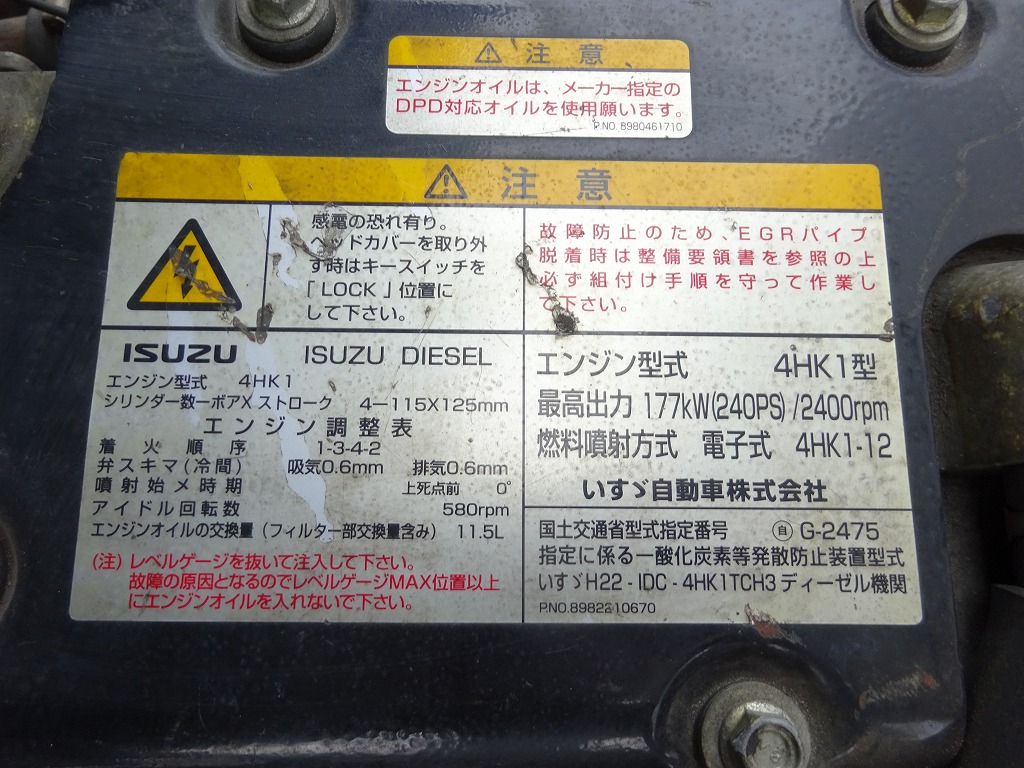 注意
エンジンオイルは、メーカー指定の
DPD対応オイルを使用願います。
P.NO. 8980461710
注意
感電の恐れ有り。
ヘッドカバーを取り外
す時はキースイッチを
「LOCK」位置に
して下さい。
故障防止のため、EGRパイプ
脱着時は整備要領書を参照の上
必ず組付け手順を守って作業し
て下さい。
ISUZU ISUZU DIESEL
エンジン型式 4HK1
シリンダー数ーボアX ストローク 4－115X125mm
エンジン調整表
着火順序 1-3-4-2
弁スキマ(冷間) 吸気0.6mm 排気0.6mm
噴射始メ時期 上死点前 0°
アイドル回転数 580rpm
エンジンオイルの交換量（フィルター部交換量含み） 11.5L
(注) レベルゲージを抜いて注入して下さい。
故障の原因となるのでレベルゲージMAX位置以上
にエンジンオイルを入れないで下さい。
エンジン型式 4HK1型
最高出力 177kW(240PS)/2400rpm
燃料噴射方式 電子式 4HK1-12
いすゞ自動車株式会社
国土交通省型式指定番号 自 G-2475
指定に係る一酸化炭素等発散防止装置型式
いすゞH22-IDC-4HK1TCH3ディーゼル機関
P.NO.8982210670